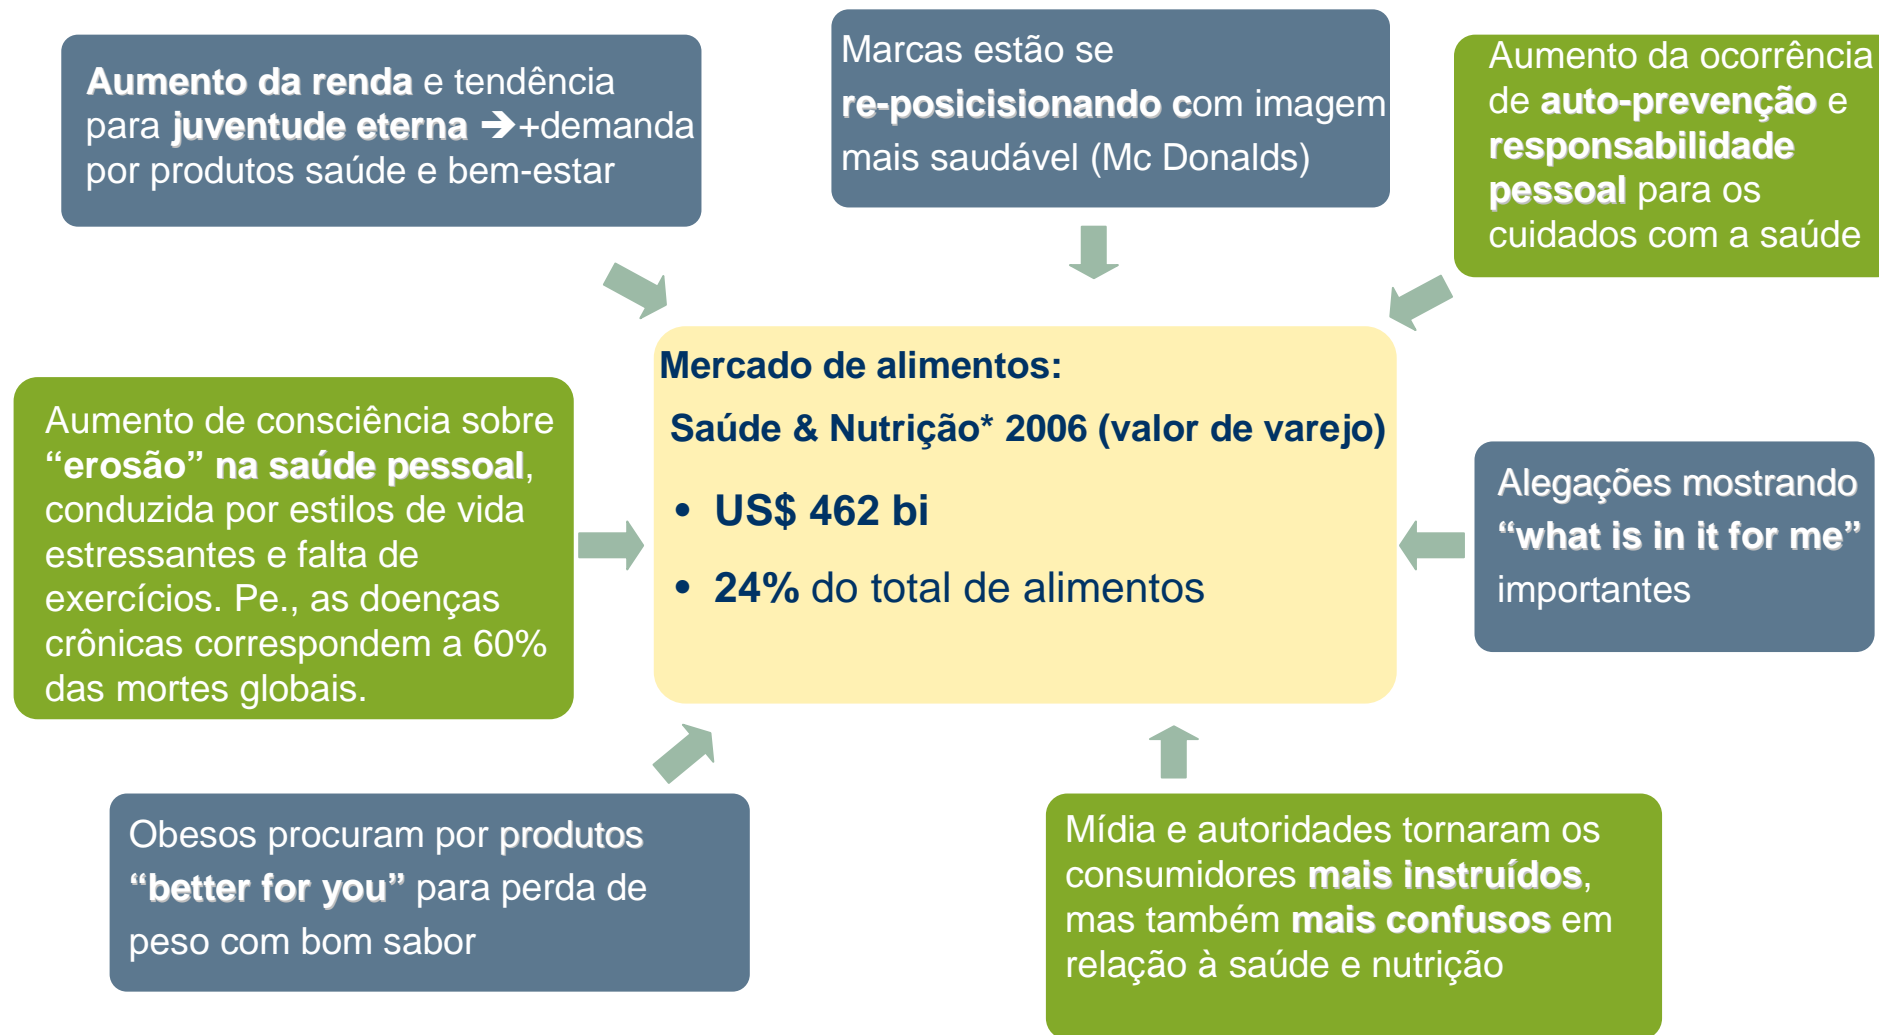 Aumento da renda e tendência
para juventude eterna ➔+demanda
por produtos saúde e bem-estar
Marcas estão se
re-posicisionando com imagem
mais saudável (Mc Donalds)
Aumento da ocorrência
de auto-prevenção e
responsabilidade
pessoal para os
cuidados com a saúde
Aumento de consciência sobre
“erosão” na saúde pessoal,
conduzida por estilos de vida
estressantes e falta de
exercícios. Pe., as doenças
crônicas correspondem a 60%
das mortes globais.
Mercado de alimentos:
Saúde & Nutrição* 2006 (valor de varejo)
• US$ 462 bi
• 24% do total de alimentos
Alegações mostrando
“what is in it for me”
importantes
Obesos procuram por produtos
“better for you” para perda de
peso com bom sabor
Mídia e autoridades tornaram os
consumidores mais instruídos,
mas também mais confusos em
relação à saúde e nutrição